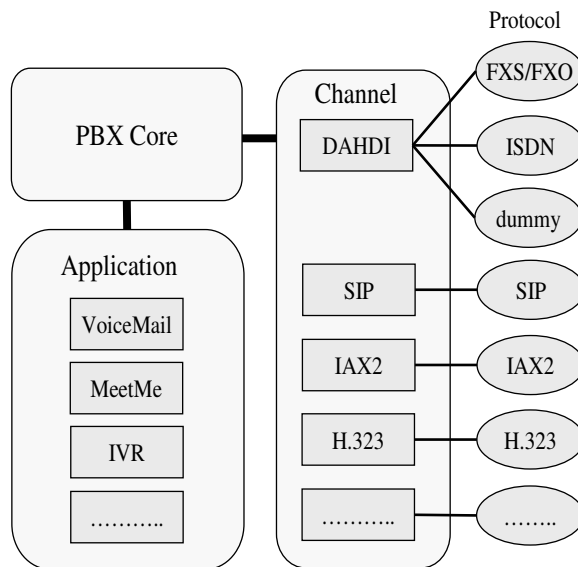 Protocol
PBX Core
Channel
DAHDI
FXS/FXO
ISDN
dummy
Application
VoiceMail
MeetMe
IVR
………..
SIP
SIP
IAX2
IAX2
H.323
H.323
………..
……..